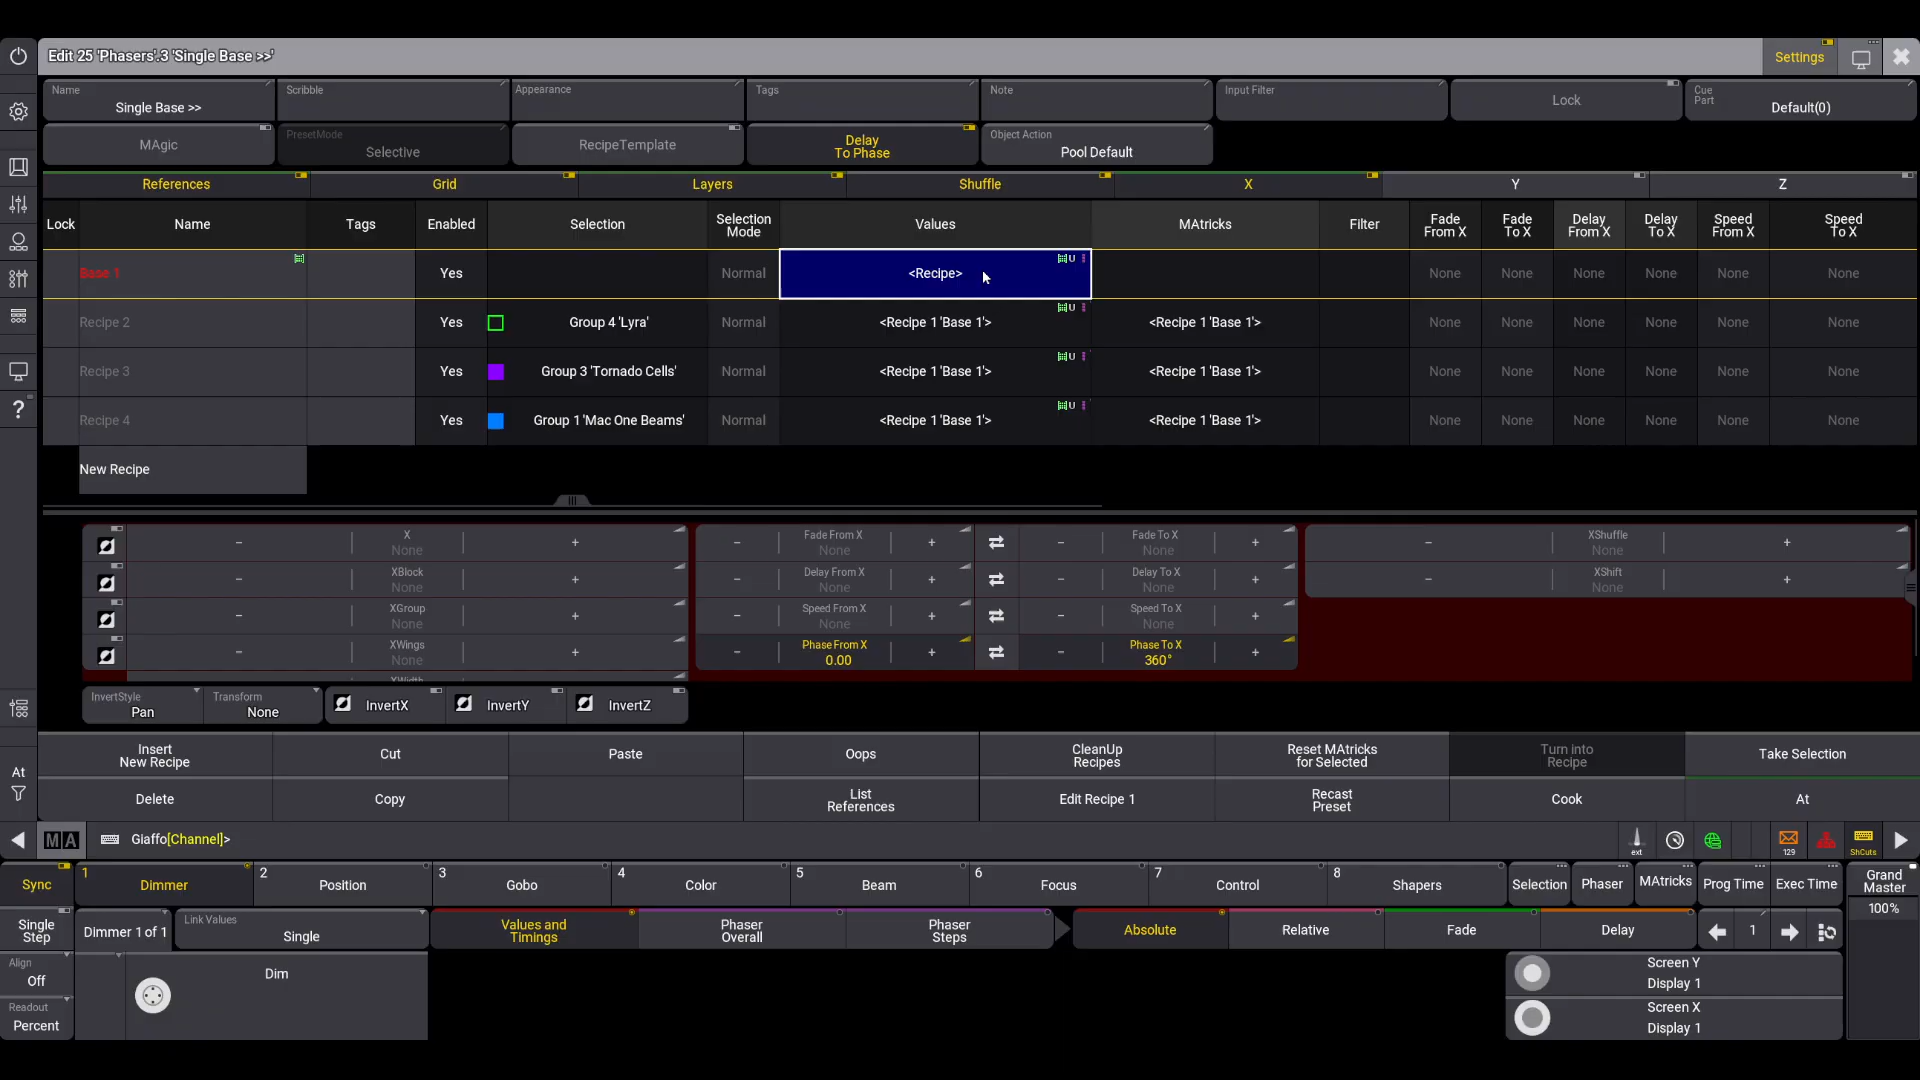 Edit 25 'Phasers'.3 'Single Base >>'
Settings
Name
Single Base >>
Scribble
Appearance
Tags
Note
Input Filter
Lock
Cue
Part
Default(0)
MAgic
PresetMode
Selective
RecipeTemplate
Delay
To Phase
Object Action
Pool Default
References
Grid
Layers
Shuffle
X
Y
Z
Lock
Name
Tags
Enabled
Selection
Selection
Mode
Values
MAtricks
Filter
Fade
From X
Fade
To X
Delay
From X
Delay
To X
Speed
From X
Speed
To X
Base 1
Yes
Normal
<Recipe>
U
None
None
None
None
None
None
Recipe 2
Yes
Group 4 'Lyra'
Normal
<Recipe 1 'Base 1'>
U
<Recipe 1 'Base 1'>
None
None
None
None
None
None
Recipe 3
Yes
Group 3 'Tornado Cells'
Normal
<Recipe 1 'Base 1'>
U
<Recipe 1 'Base 1'>
None
None
None
None
None
None
Recipe 4
Yes
Group 1 'Mac One Beams'
Normal
<Recipe 1 'Base 1'>
U
<Recipe 1 'Base 1'>
None
None
None
None
None
None
New Recipe
–
X
None
+
–
Fade From X
None
+
–
Fade To X
None
+
–
XShuffle
None
+
–
XBlock
None
+
–
Delay From X
None
+
–
Delay To X
None
+
–
XShift
None
+
–
XGroup
None
+
–
Speed From X
None
+
–
Speed To X
None
+
–
XWings
None
+
–
Phase From X
0.00
+
–
Phase To X
360°
+
XWidth
InvertStyle
Pan
Transform
None
InvertX
InvertY
InvertZ
Insert
New Recipe
Cut
Paste
Oops
CleanUp
Recipes
Reset MAtricks
for Selected
Turn into
Recipe
Take Selection
Delete
Copy
List
References
Edit Recipe 1
Recast
Preset
Cook
At
?
At
MA
Giaffo[Channel]>
ext
129
ShCuts
Sync
1
Dimmer
2
Position
3
Gobo
4
Color
5
Beam
6
Focus
7
Control
8
Shapers
Selection
Phaser
MAtricks
Prog Time
Exec Time
Grand
Master
100%
Single
Step
Dimmer 1 of 1
Link Values
Single
Values and
Timings
Phaser
Overall
Phaser
Steps
Absolute
Relative
Fade
Delay
1
Align
Off
Readout
Percent
Dim
Screen Y
Display 1
Screen X
Display 1